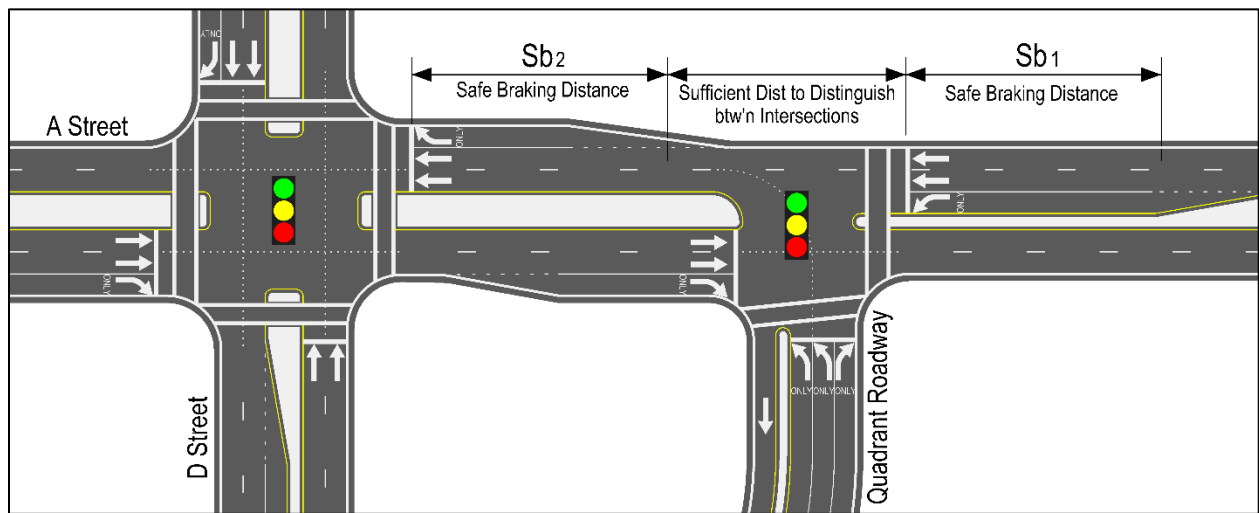 ONLY
Sb2
Safe Braking Distance
Sufficient Dist to Distinguish
btw'n Intersections
Sb1
Safe Braking Distance
A Street
ONLY
ONLY
ONLY
ONLY
D Street
ONLY
ONLY
ONLY
Quadrant Roadway